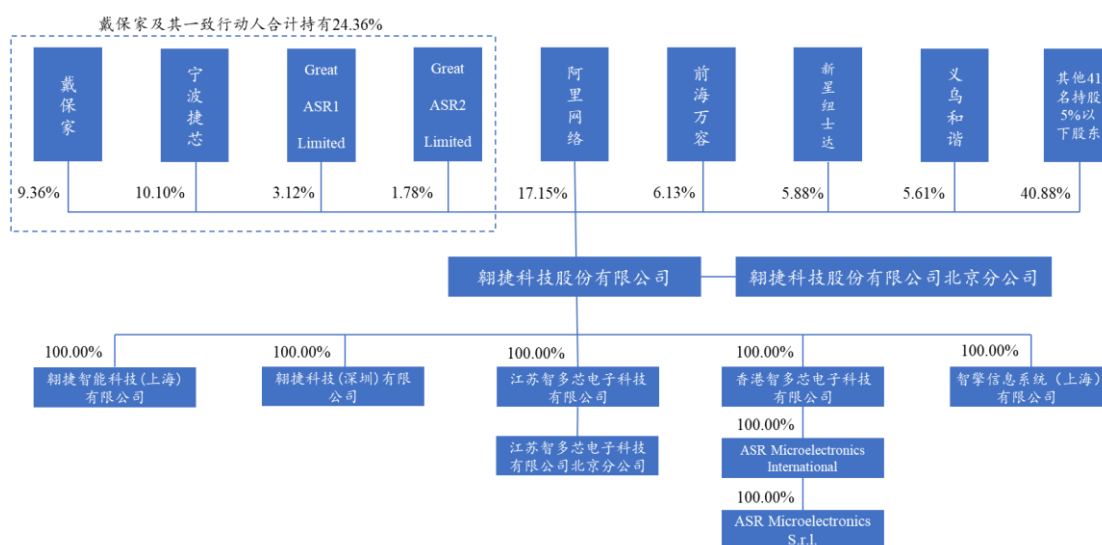 戴保家及其一致行动人合计持有24.36%
戴保家
宁波捷芯
Great
ASR1
Limited
Great
ASR2
Limited
阿里网络
前海万容
新星纽士达
义乌和谐
其他41
名持股
5%以
下股东
9.36%
10.10%
3.12%
1.78%
17.15%
6.13%
5.88%
5.61%
40.88%
翱捷科技股份有限公司
翱捷科技股份有限公司北京分公司
100.00%
100.00%
100.00%
100.00%
100.00%
翱捷智能科技(上海)
有限公司
翱捷科技(深圳)有限
公司
江苏智多芯电子科技
有限公司
香港智多芯电子科技
有限公司
智擎信息系统（上海）
有限公司
江苏智多芯电子科技
有限公司北京分公司
100.00%
ASR Microelectronics
International
100.00%
ASR Microelectronics
S.r.l.